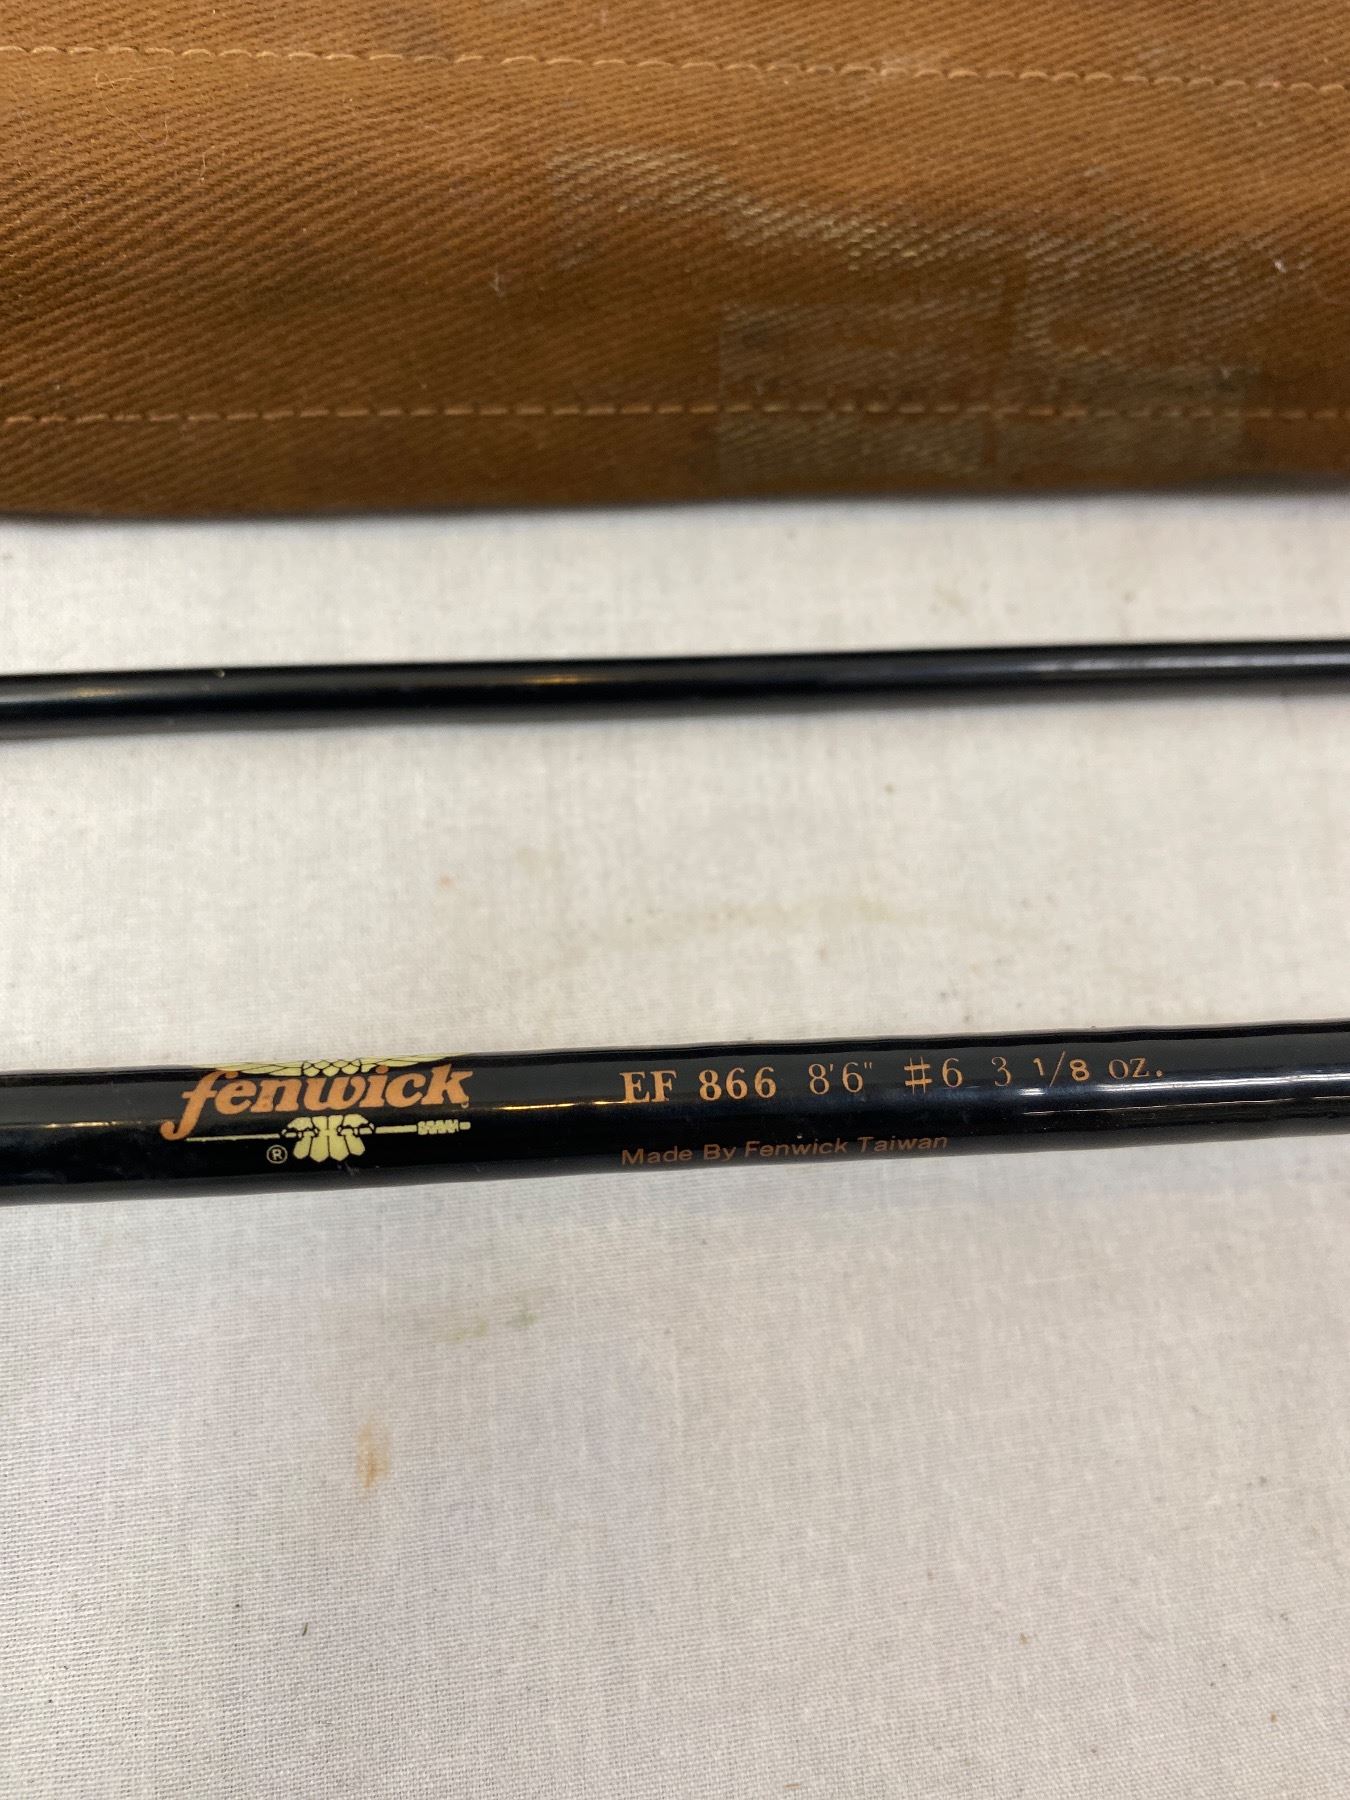 fenwick
®
EF 866 8'6" #6 3 1/8 oz.
Made By Fenwick Taiwan